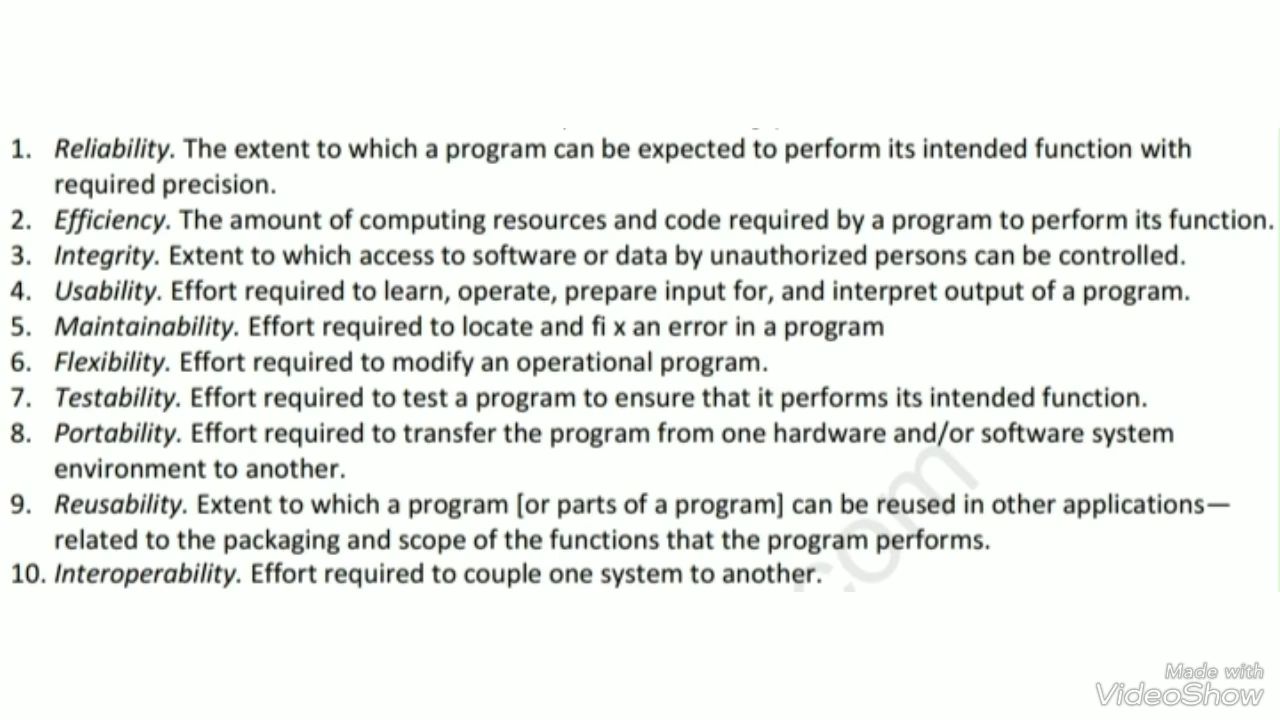 1. Reliability. The extent to which a program can be expected to perform its intended function with
required precision.
2. Efficiency. The amount of computing resources and code required by a program to perform its function.
3. Integrity. Extent to which access to software or data by unauthorized persons can be controlled.
4. Usability. Effort required to learn, operate, prepare input for, and interpret output of a program.
5. Maintainability. Effort required to locate and fi x an error in a program
6. Flexibility. Effort required to modify an operational program.
7. Testability. Effort required to test a program to ensure that it performs its intended function.
8. Portability. Effort required to transfer the program from one hardware and/or software system
environment to another.
9. Reusability. Extent to which a program [or parts of a program] can be reused in other applications—
related to the packaging and scope of the functions that the program performs.
10. Interoperability. Effort required to couple one system to another.
.com
Made with
VideoShow